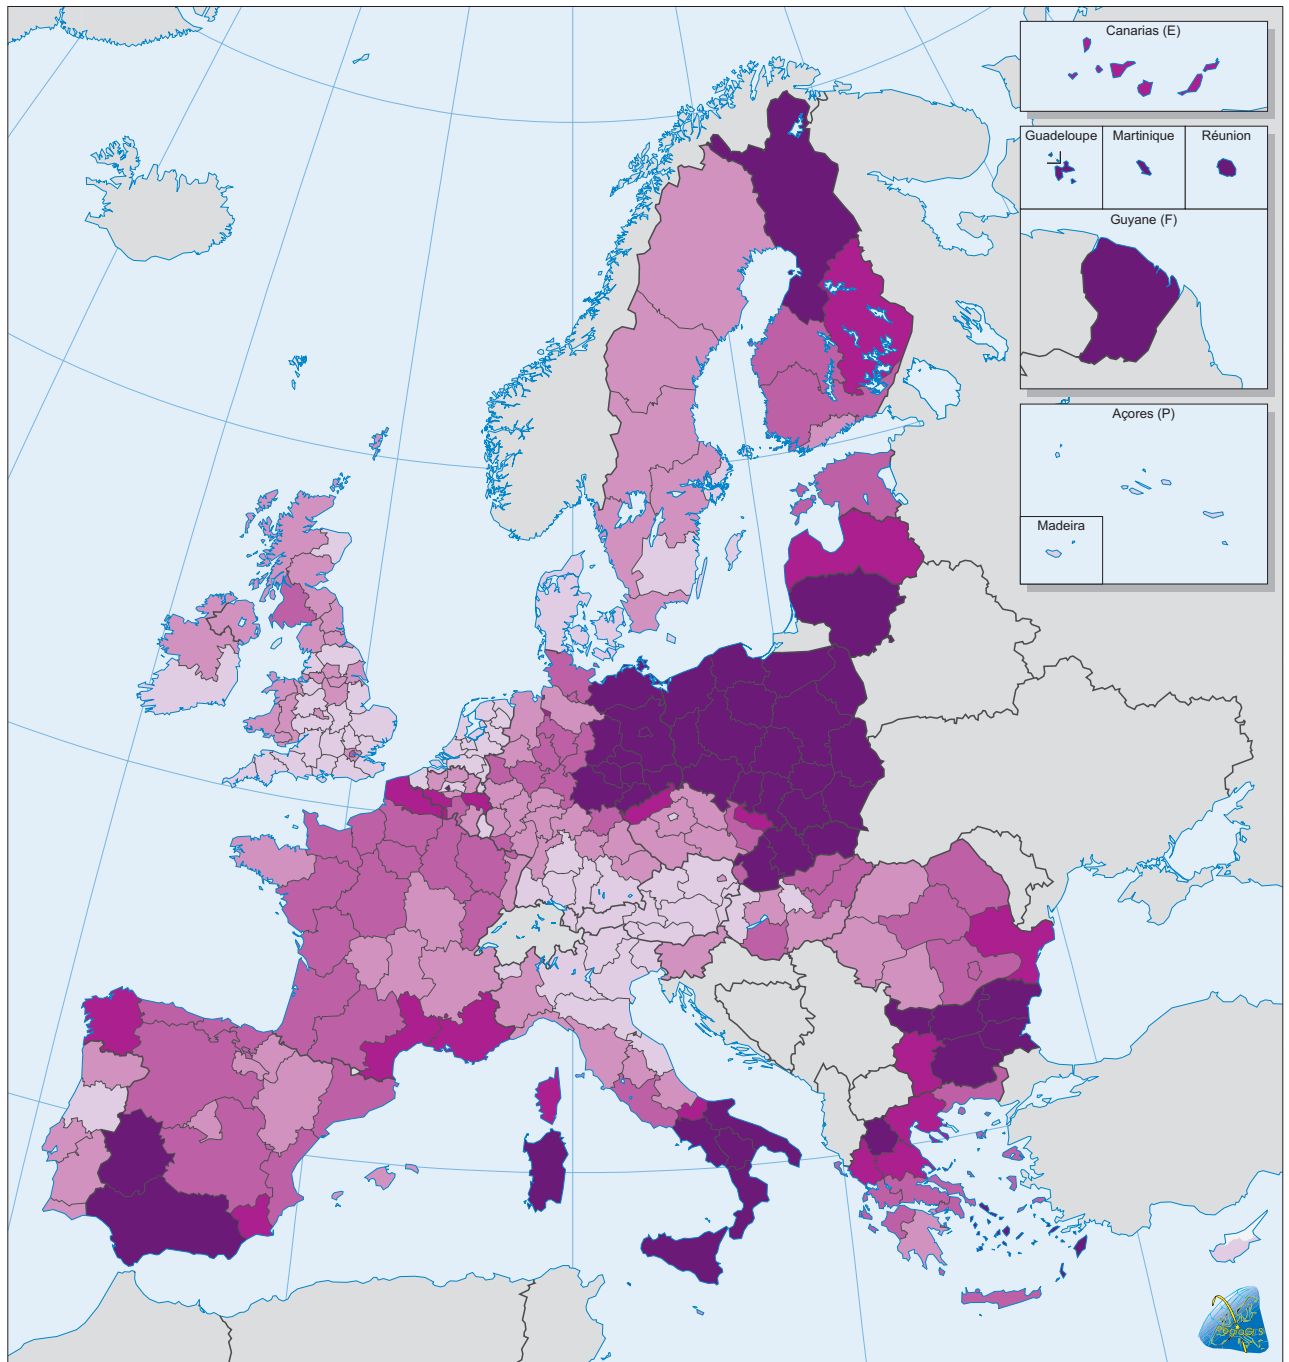 Canarias (E)
Guadeloupe
Martinique
Réunion
Guyane (F)
Açores (P)
Madeira